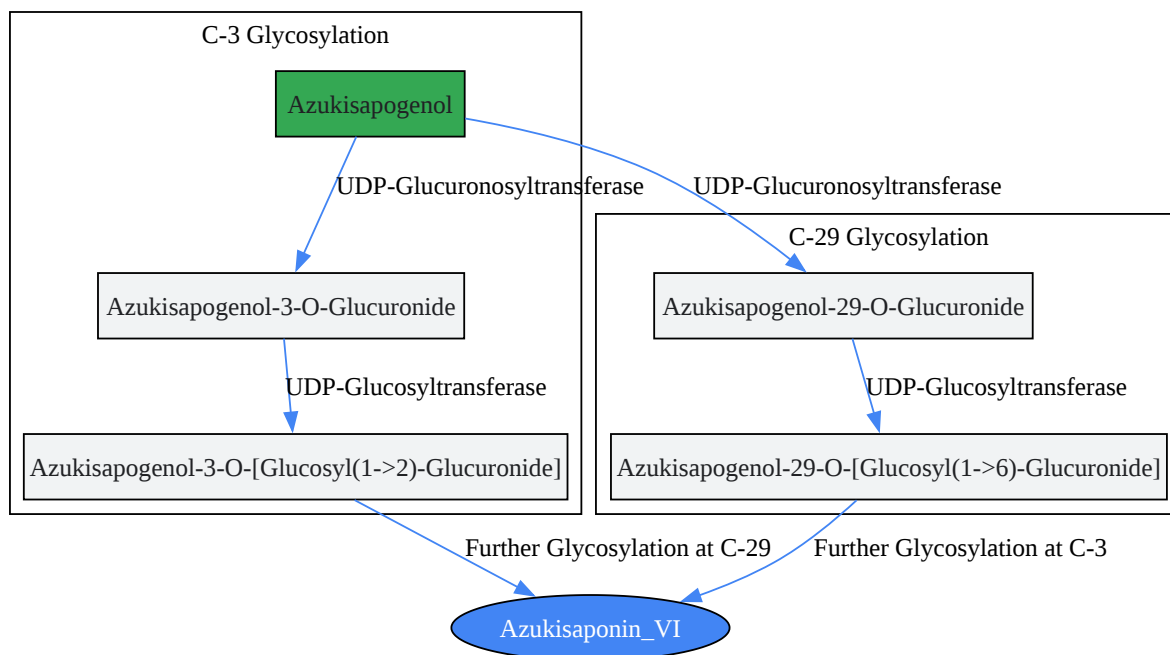 C-3 Glycosylation
Azukisapogenol
UDP-Glucuronosyltransferase
UDP-Glucuronosyltransferase
C-29 Glycosylation
Azukisapogenol-3-O-Glucuronide
Azukisapogenol-29-O-Glucuronide
UDP-Glucosyltransferase
UDP-Glucosyltransferase
Azukisapogenol-3-O-[Glucosyl(1->2)-Glucuronide]
Azukisapogenol-29-O-[Glucosyl(1->6)-Glucuronide]
Further Glycosylation at C-29
Further Glycosylation at C-3
Azukisaponin_VI